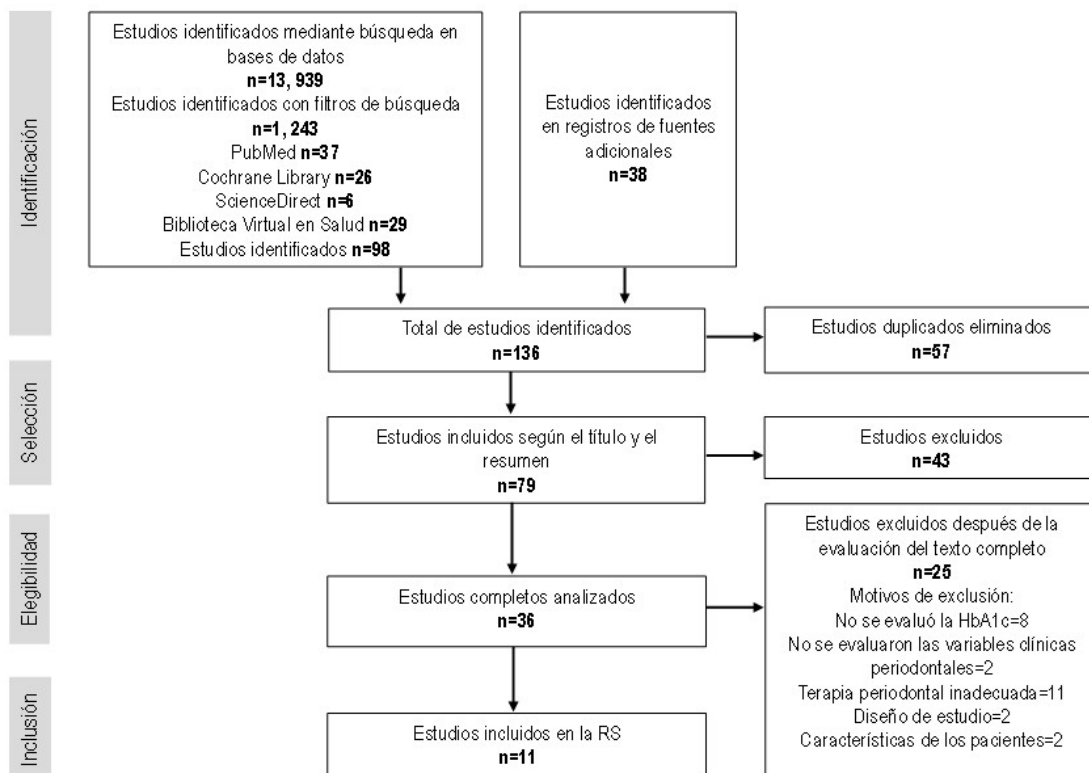 Identificación
Estudios identificados mediante búsqueda en
bases de datos
n=13, 939
Estudios identificados con filtros de búsqueda
n=1, 243
PubMed n=37
Cochrane Library n=26
ScienceDirect n=6
Biblioteca Virtual en Salud n=29
Estudios identificados n=98
Estudios identificados
en registros de fuentes
adicionales
n=38
Total de estudios identificados
n=136
Estudios duplicados eliminados
n=57
Selección
Estudios incluidos según el título y el
resumen
n=79
Estudios excluidos
n=43
Elegibilidad
Estudios completos analizados
n=36
Estudios excluidos después de la
evaluación del texto completo
n=25
Motivos de exclusión:
No se evaluó la HbA1c=8
No se evaluaron las variables clínicas
periodontales=2
Terapia periodontal inadecuada=11
Diseño de estudio=2
Características de los pacientes=2
Inclusión
Estudios incluidos en la RS
n=11